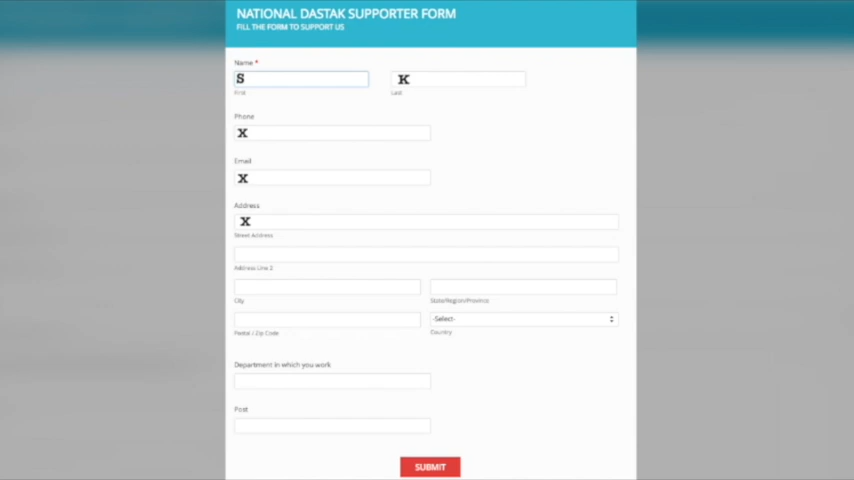 NATIONAL DASTAK SUPPORTER FORM
FILL THE FORM TO SUPPORT US
Name *
S K
First Last
Phone
X
Email
X
Address
X
Street Address
Address Line 2
City State/Region/Province
-Select-
Postal / Zip Code Country
Department in which you work
Post
SUBMIT